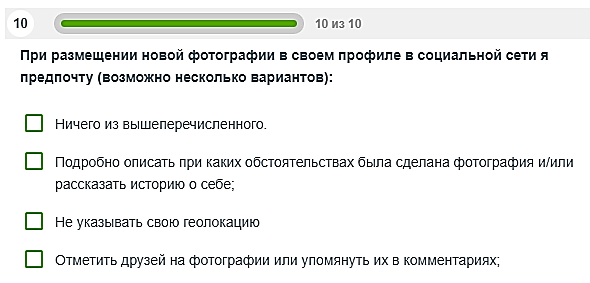 10
10 из 10
При размещении новой фотографии в своем профиле в социальной сети я
предпочту (возможно несколько вариантов):
Ничего из вышеперечисленного.
Подробно описать при каких обстоятельствах была сделана фотография и/или
рассказать историю о себе;
Не указывать свою геолокацию
Отметить друзей на фотографии или упомянуть их в комментариях;